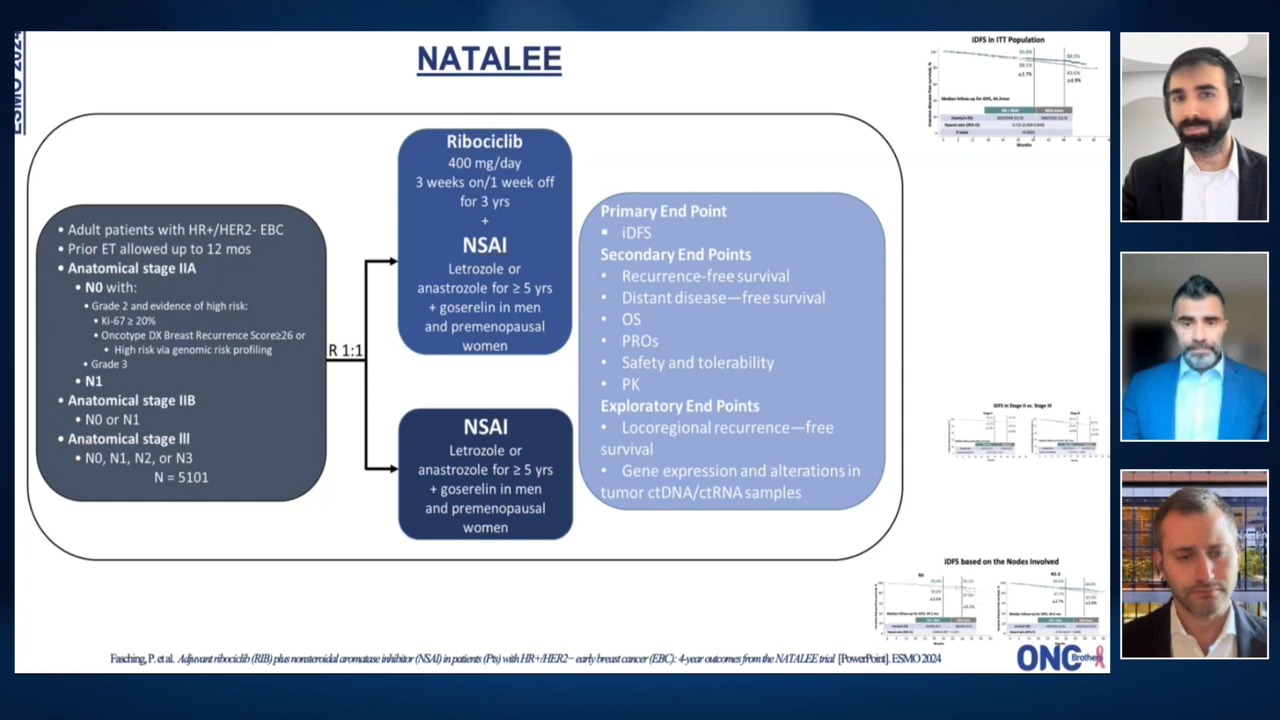 ESMO 2024
NATALEE
• Adult patients with HR+/HER2- EBC
• Prior ET allowed up to 12 mos
• Anatomical stage IIA
• N0 with:
• Grade 2 and evidence of high risk:
• Ki-67 ≥ 20%
• Oncotype DX Breast Recurrence Score≥26 or
• High risk via genomic risk profiling
• Grade 3
• N1
• Anatomical stage IIB
• N0 or N1
• Anatomical stage III
• N0, N1, N2, or N3
N = 5101
R 1:1
Ribociclib
400 mg/day
3 weeks on/1 week off
for 3 yrs
+
NSAI
Letrozole or
anastrozole for ≥ 5 yrs
+ goserelin in men
and premenopausal
women
NSAI
Letrozole or
anastrozole for ≥ 5 yrs
+ goserelin in men
and premenopausal
women
Primary End Point
▪ iDFS
Secondary End Points
• Recurrence-free survival
• Distant disease—free survival
• OS
• PROs
• Safety and tolerability
• PK
Exploratory End Points
• Locoregional recurrence—free
survival
• Gene expression and alterations in
tumor ctDNA/ctRNA samples
iDFS in ITT Population
Months
iDFS in Stage II vs. Stage III
iDFS based on the Nodes Involved
N0
Fasching, P. et al. Adjuvant ribociclib (RIB) plus nonsteroidal aromatase inhibitor (NSAI) in patients (Pts) with HR+/HER2− early breast cancer (EBC): 4-year outcomes from the NATALEE trial [PowerPoint]. ESMO 2024
ONC Brothers